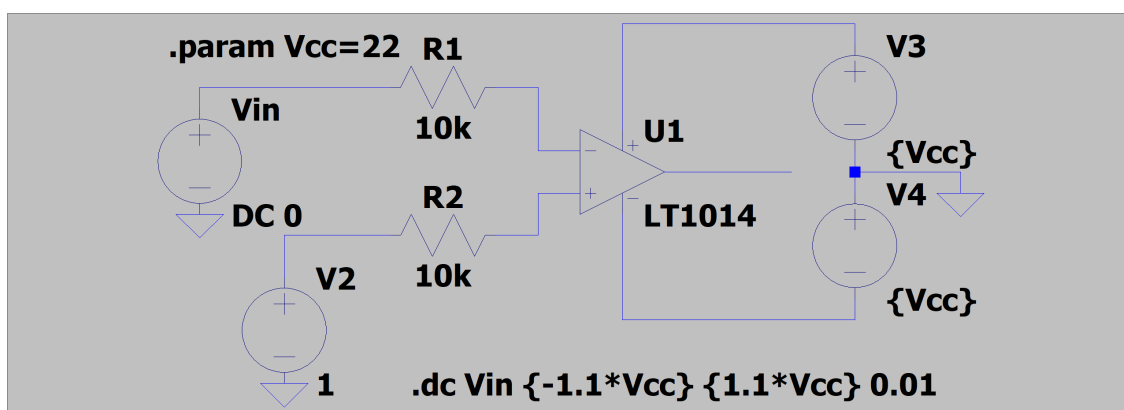 .param Vcc=22
R1
V3
Vin
10k
U1
{Vcc}
R2
V4
DC 0
LT1014
V2
10k
{Vcc}
1
.dc Vin {-1.1*Vcc} {1.1*Vcc} 0.01